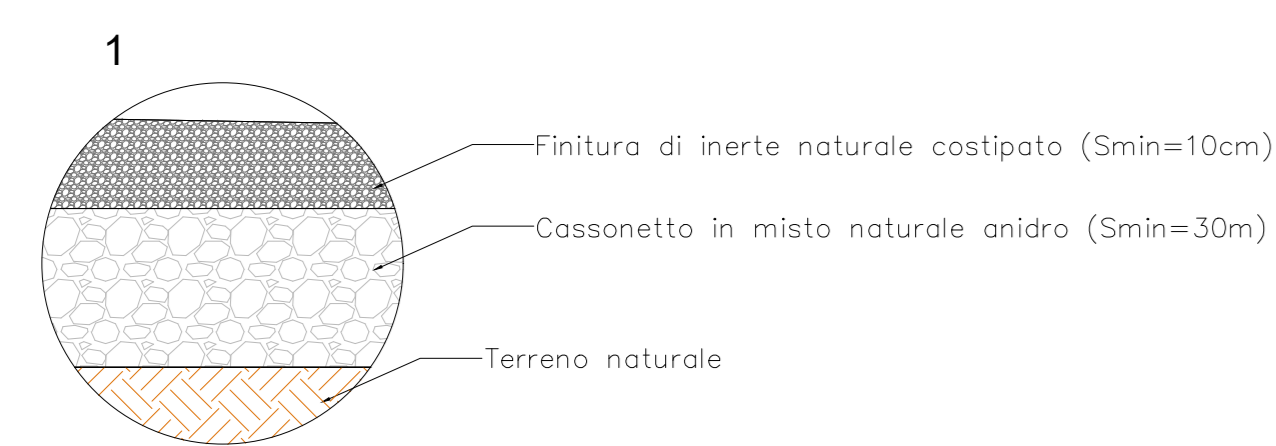 1
Finitura di inerte naturale costipato (Smin=10cm)
Cassonetto in misto naturale anidro (Smin=30m)
Terreno naturale